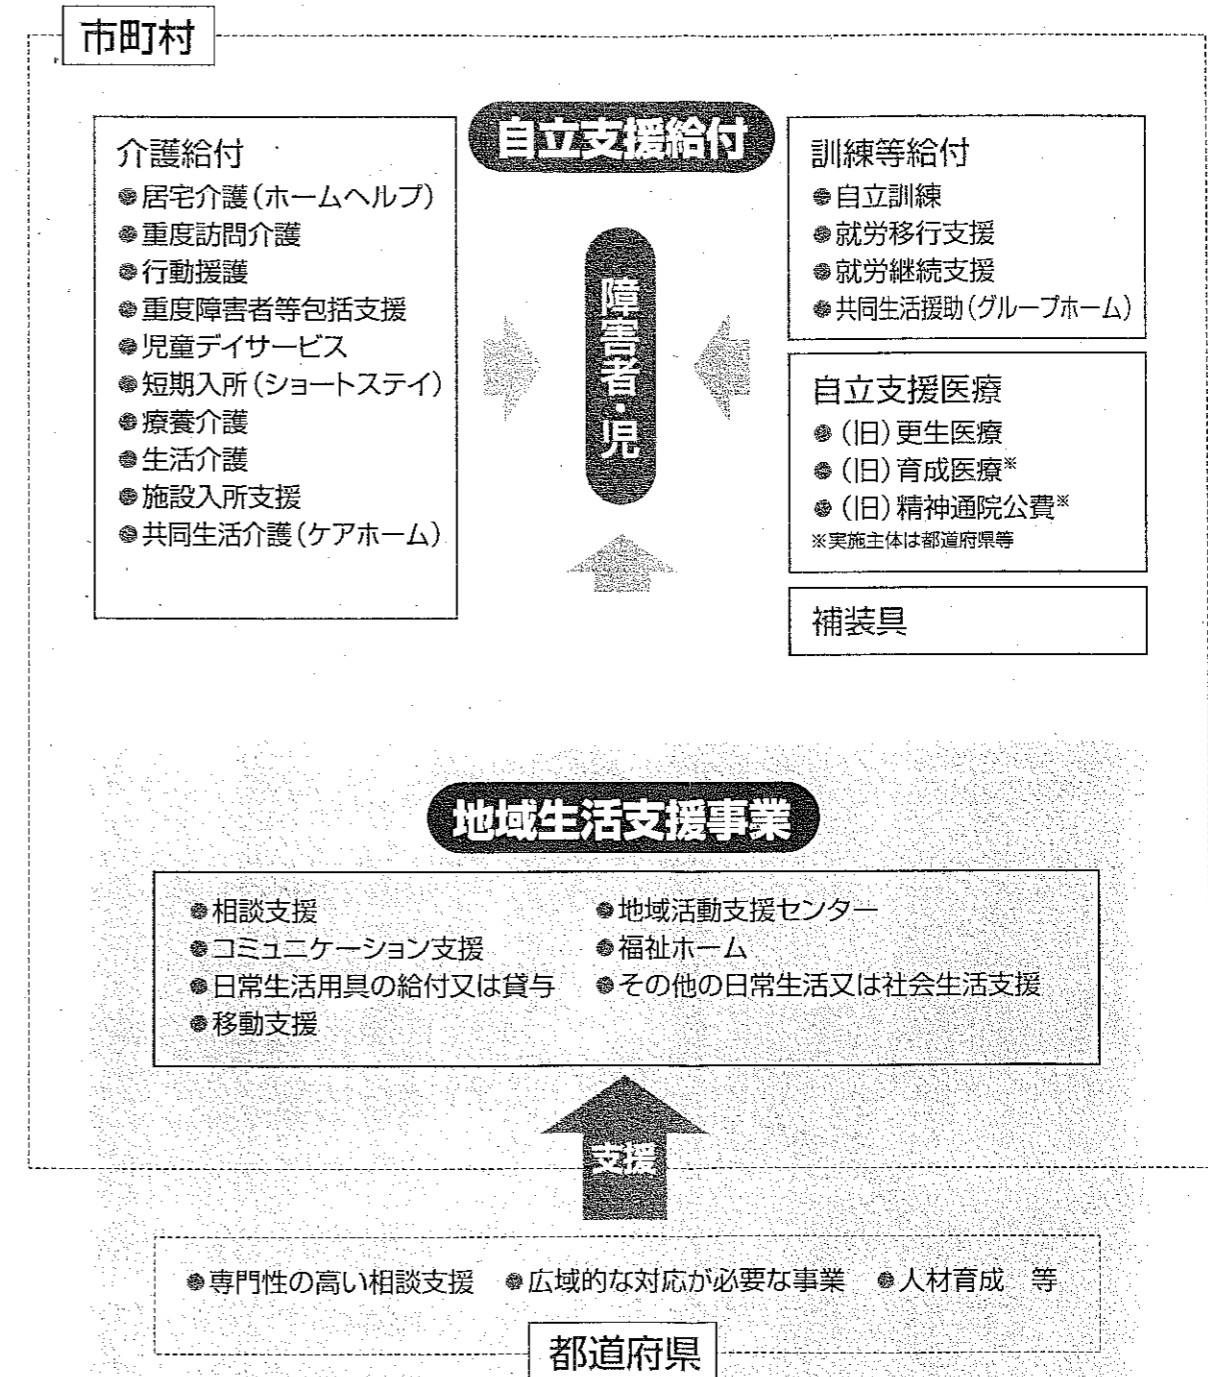 市町村
自立支援給付
介護給付
●居宅介護(ホームヘルプ)
●重度訪問介護
●行動援護
●重度障害者等包括支援
●児童デイサービス
●短期入所(ショートステイ)
●療養介護
●生活介護
●施設入所支援
●共同生活介護(ケアホーム)
障害者・児
訓練等給付
●自立訓練
●就労移行支援
●就労継続支援
●共同生活援助(グループホーム)
自立支援医療
●(旧)更生医療
●(旧)育成医療※
●(旧)精神通院公費※
※実施主体は都道府県等
補装具
地域生活支援事業
●相談支援
●コミュニケーション支援
●日常生活用具の給付又は貸与
●移動支援
●地域活動支援センター
●福祉ホーム
●その他の日常生活又は社会生活支援
支援
●専門性の高い相談支援 ●広域的な対応が必要な事業 ●人材育成 等
都道府県